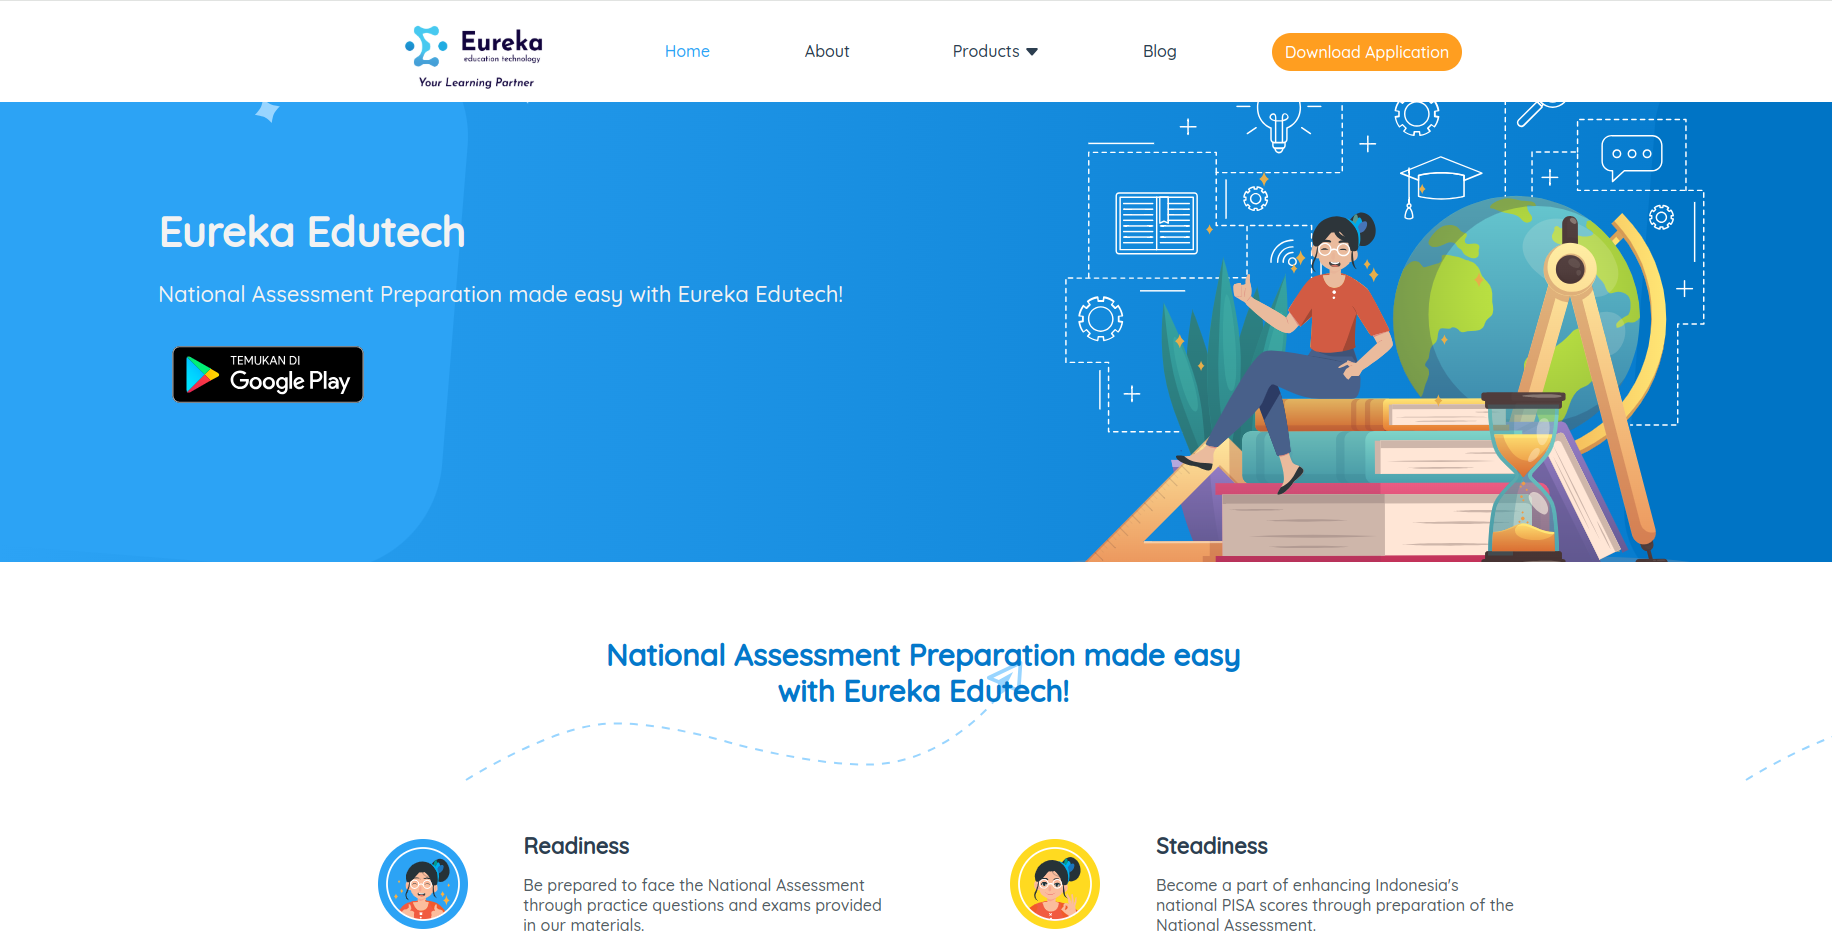 Eureka
education technology
Your Learning Partner
Home
About
Products
Blog
Download Application
Eureka Edutech
National Assessment Preparation made easy with Eureka Edutech!
TEMUKAN DI
Google Play
National Assessment Preparation made easy
with Eureka Edutech!
Readiness
Be prepared to face the National Assessment
through practice questions and exams provided
in our materials.
Steadiness
Become a part of enhancing Indonesia's
national PISA scores through preparation of the
National Assessment.